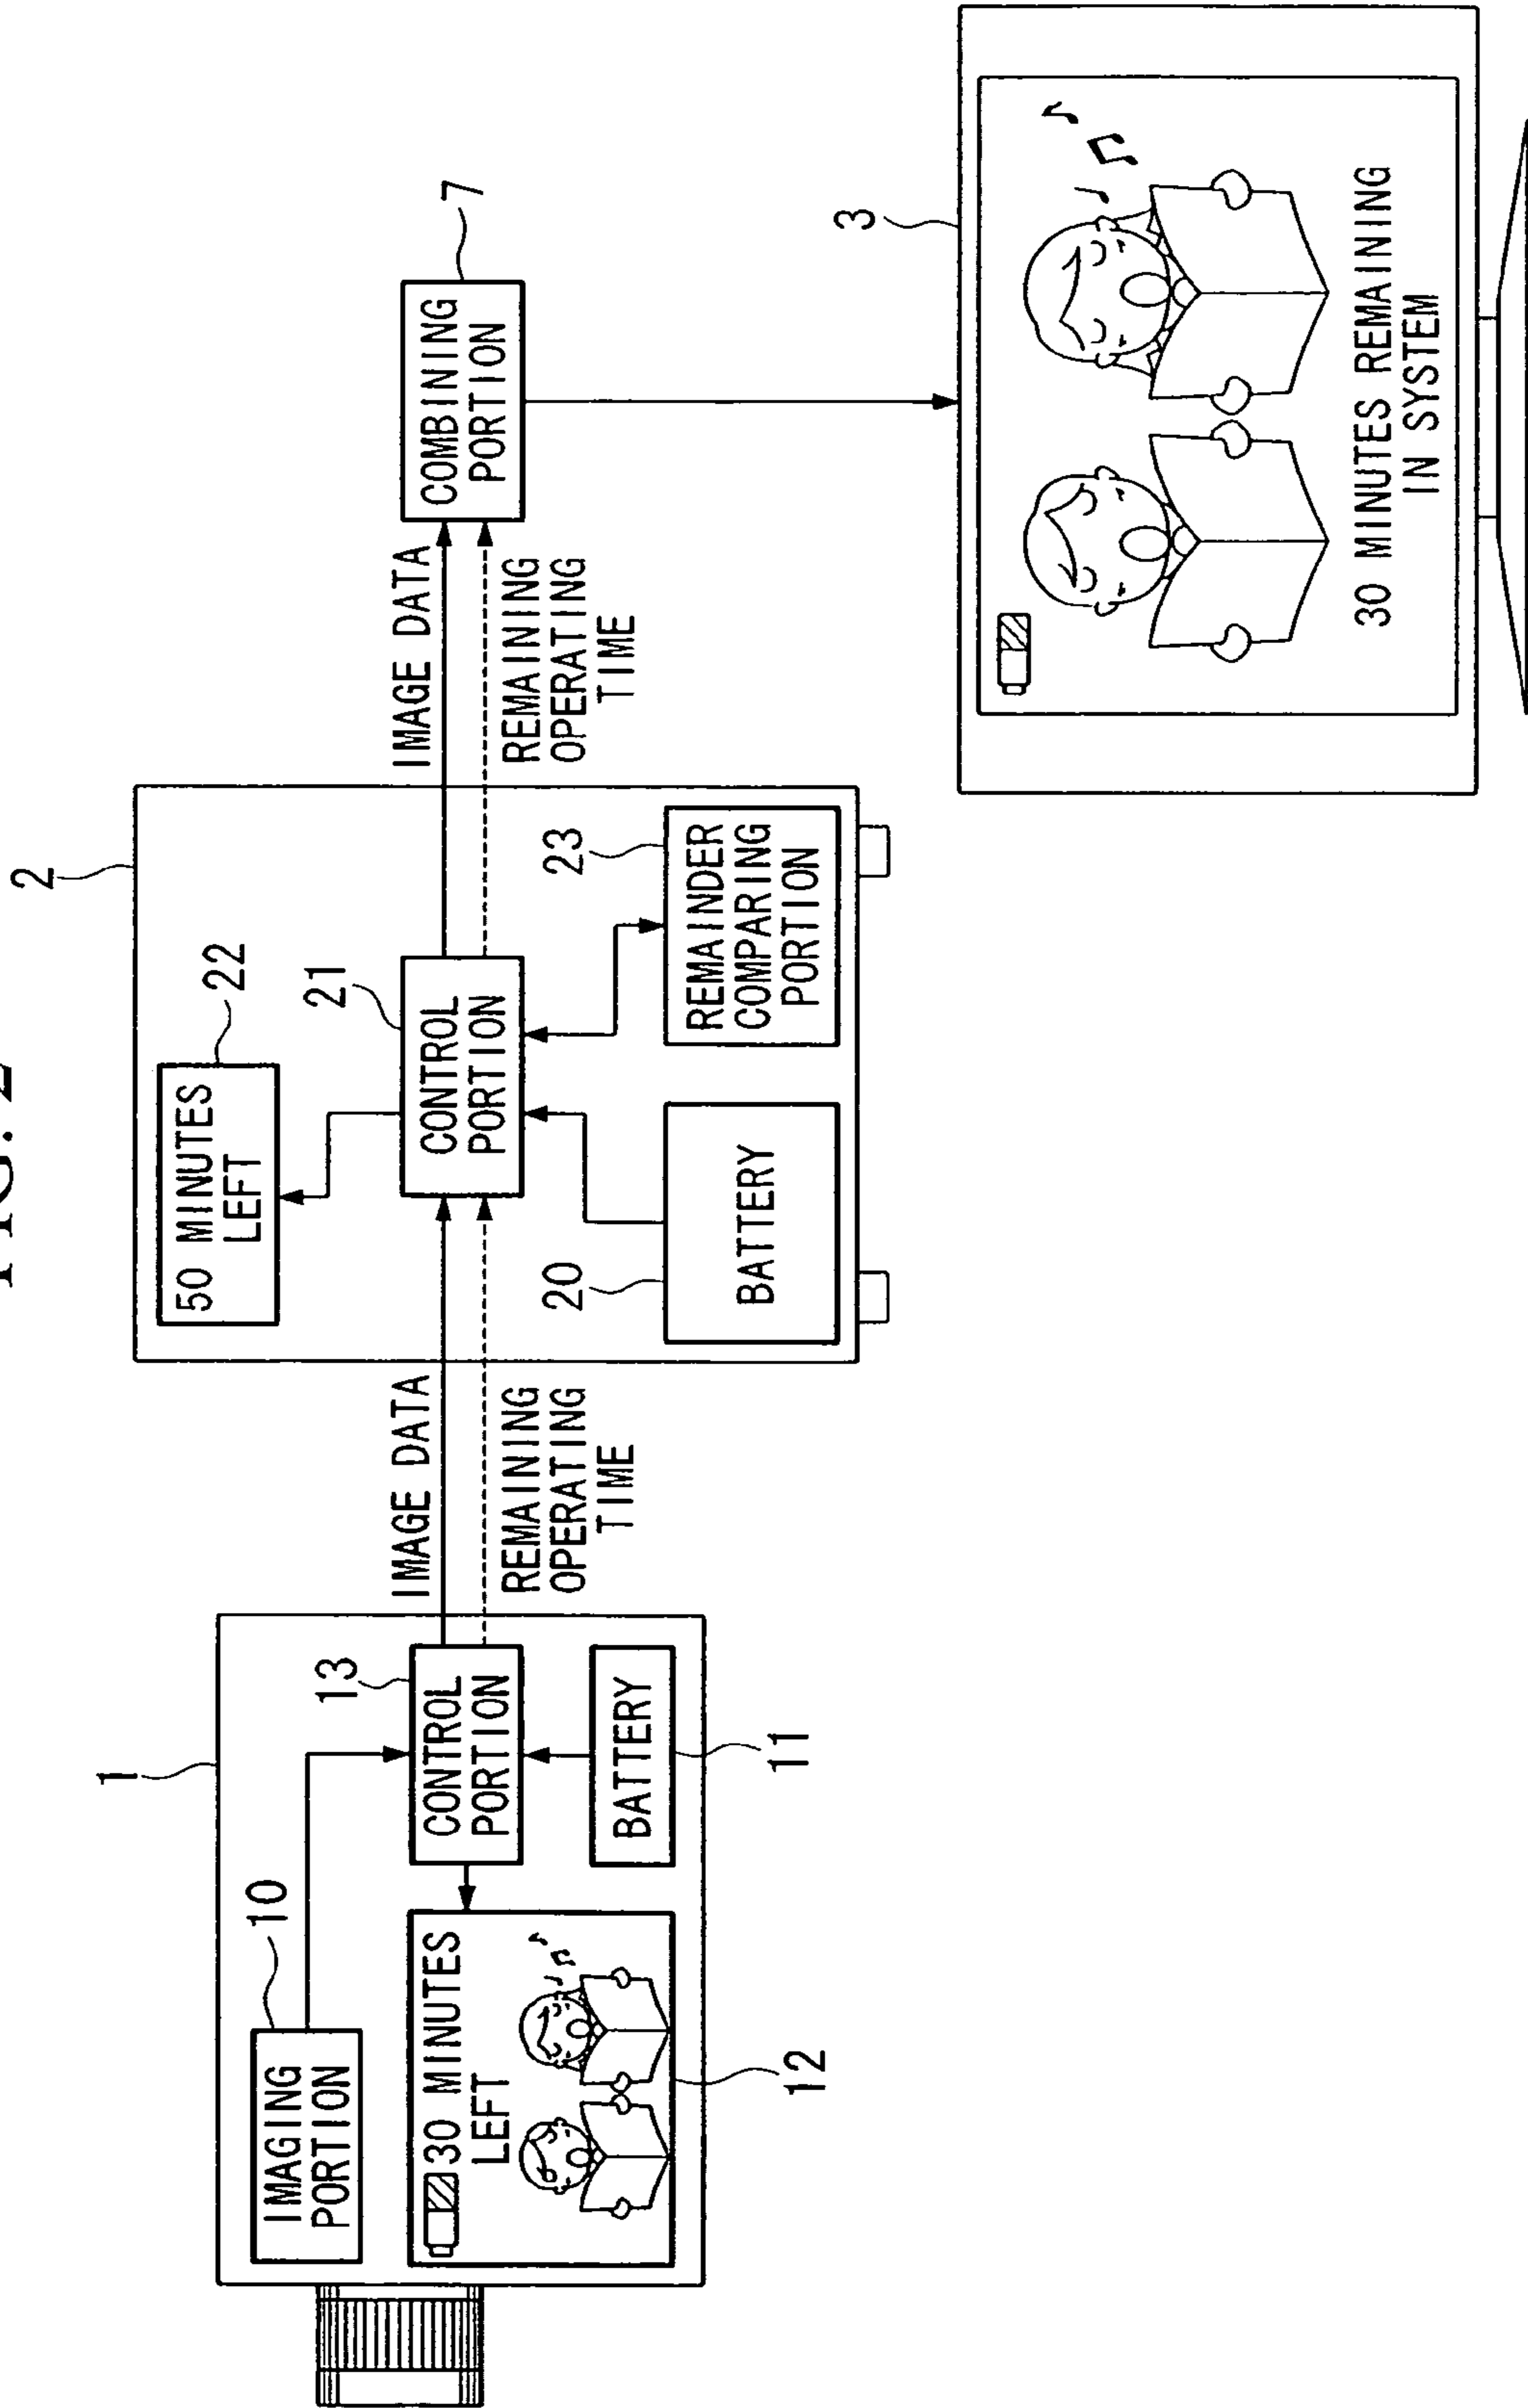 FIG. 2
1
10
IMAGING
PORTION
13
CONTROL
PORTION
BATTERY
11
30 MINUTES
LEFT
12
IMAGE DATA
REMAINING
OPERATING
TIME
2
50 MINUTES
LEFT
22
21
CONTROL
PORTION
20
BATTERY
23
REMAINDER
COMPARING
PORTION
IMAGE DATA
REMAINING
OPERATING
TIME
7
COMBINING
PORTION
3
30 MINUTES REMAINING
IN SYSTEM